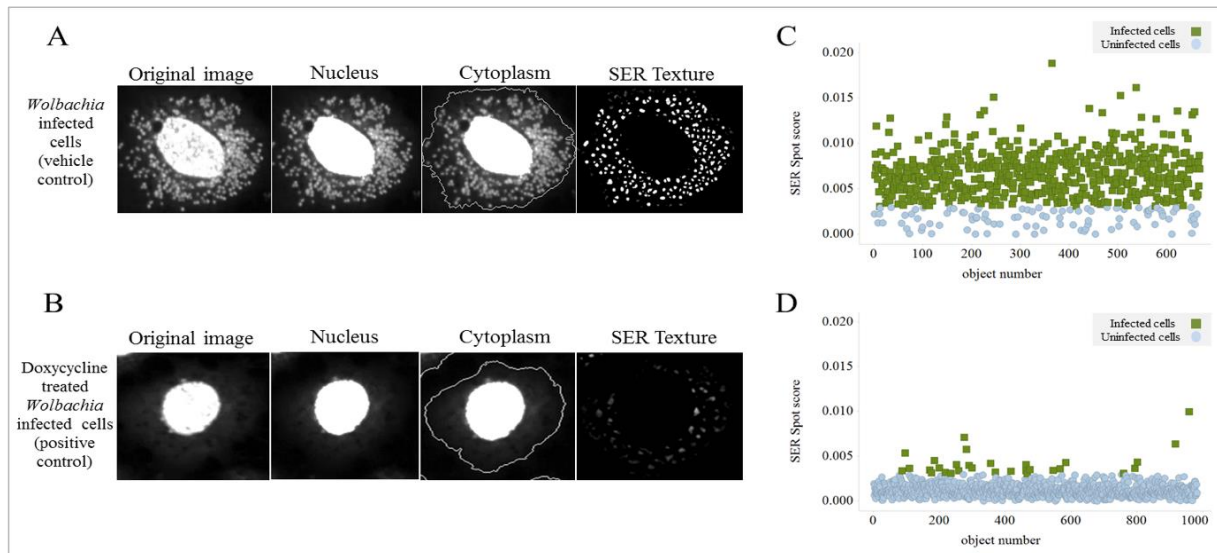 A
Original image
Nucleus
Cytoplasm
SER Texture
Wolbachia
infected
cells
(vehicle
control)
B
Original image
Nucleus
Cytoplasm
SER Texture
Doxycycline
treated
Wolbachia
infected cells
(positive
control)
C
Infected cells
Uninfected cells
0.020
0.015
0.010
0.005
0.000
SER Spot score
0 100 200 300 400 500 600
object number
D
Infected cells
Uninfected cells
0.020
0.015
0.010
0.005
0.000
SER Spot score
0 200 400 600 800 1000
object number